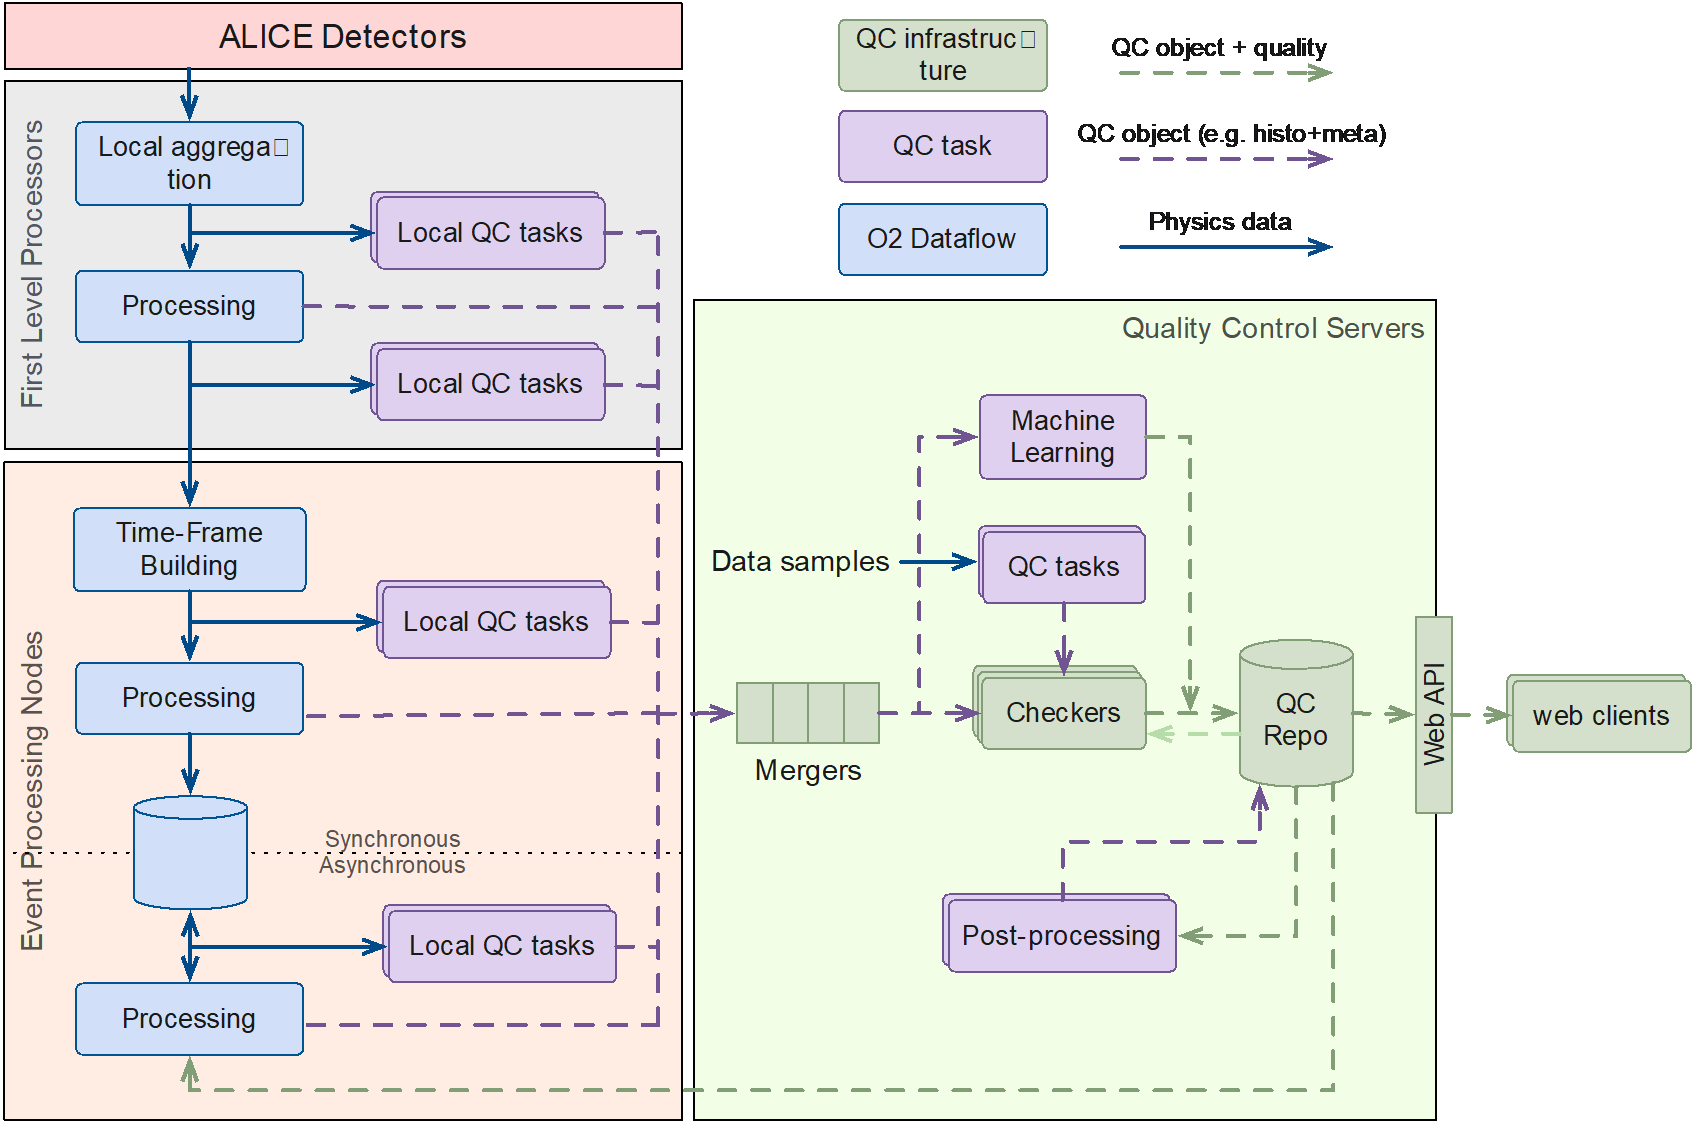 ALICE Detectors
First Level Processors
Local aggrega
tion
Local QC tasks
Processing
Local QC tasks
Event Processing Nodes
Time-Frame
Building
Local QC tasks
Processing
Synchronous
Asynchronous
Local QC tasks
Processing
QC infrastruc
ture
QC task
O2 Dataflow
QC object + quality
QC object (e.g. histo+meta)
Physics data
Quality Control Servers
Machine
Learning
Data samples
QC tasks
Mergers
Checkers
QC
Repo
Post-processing
Web API
web clients